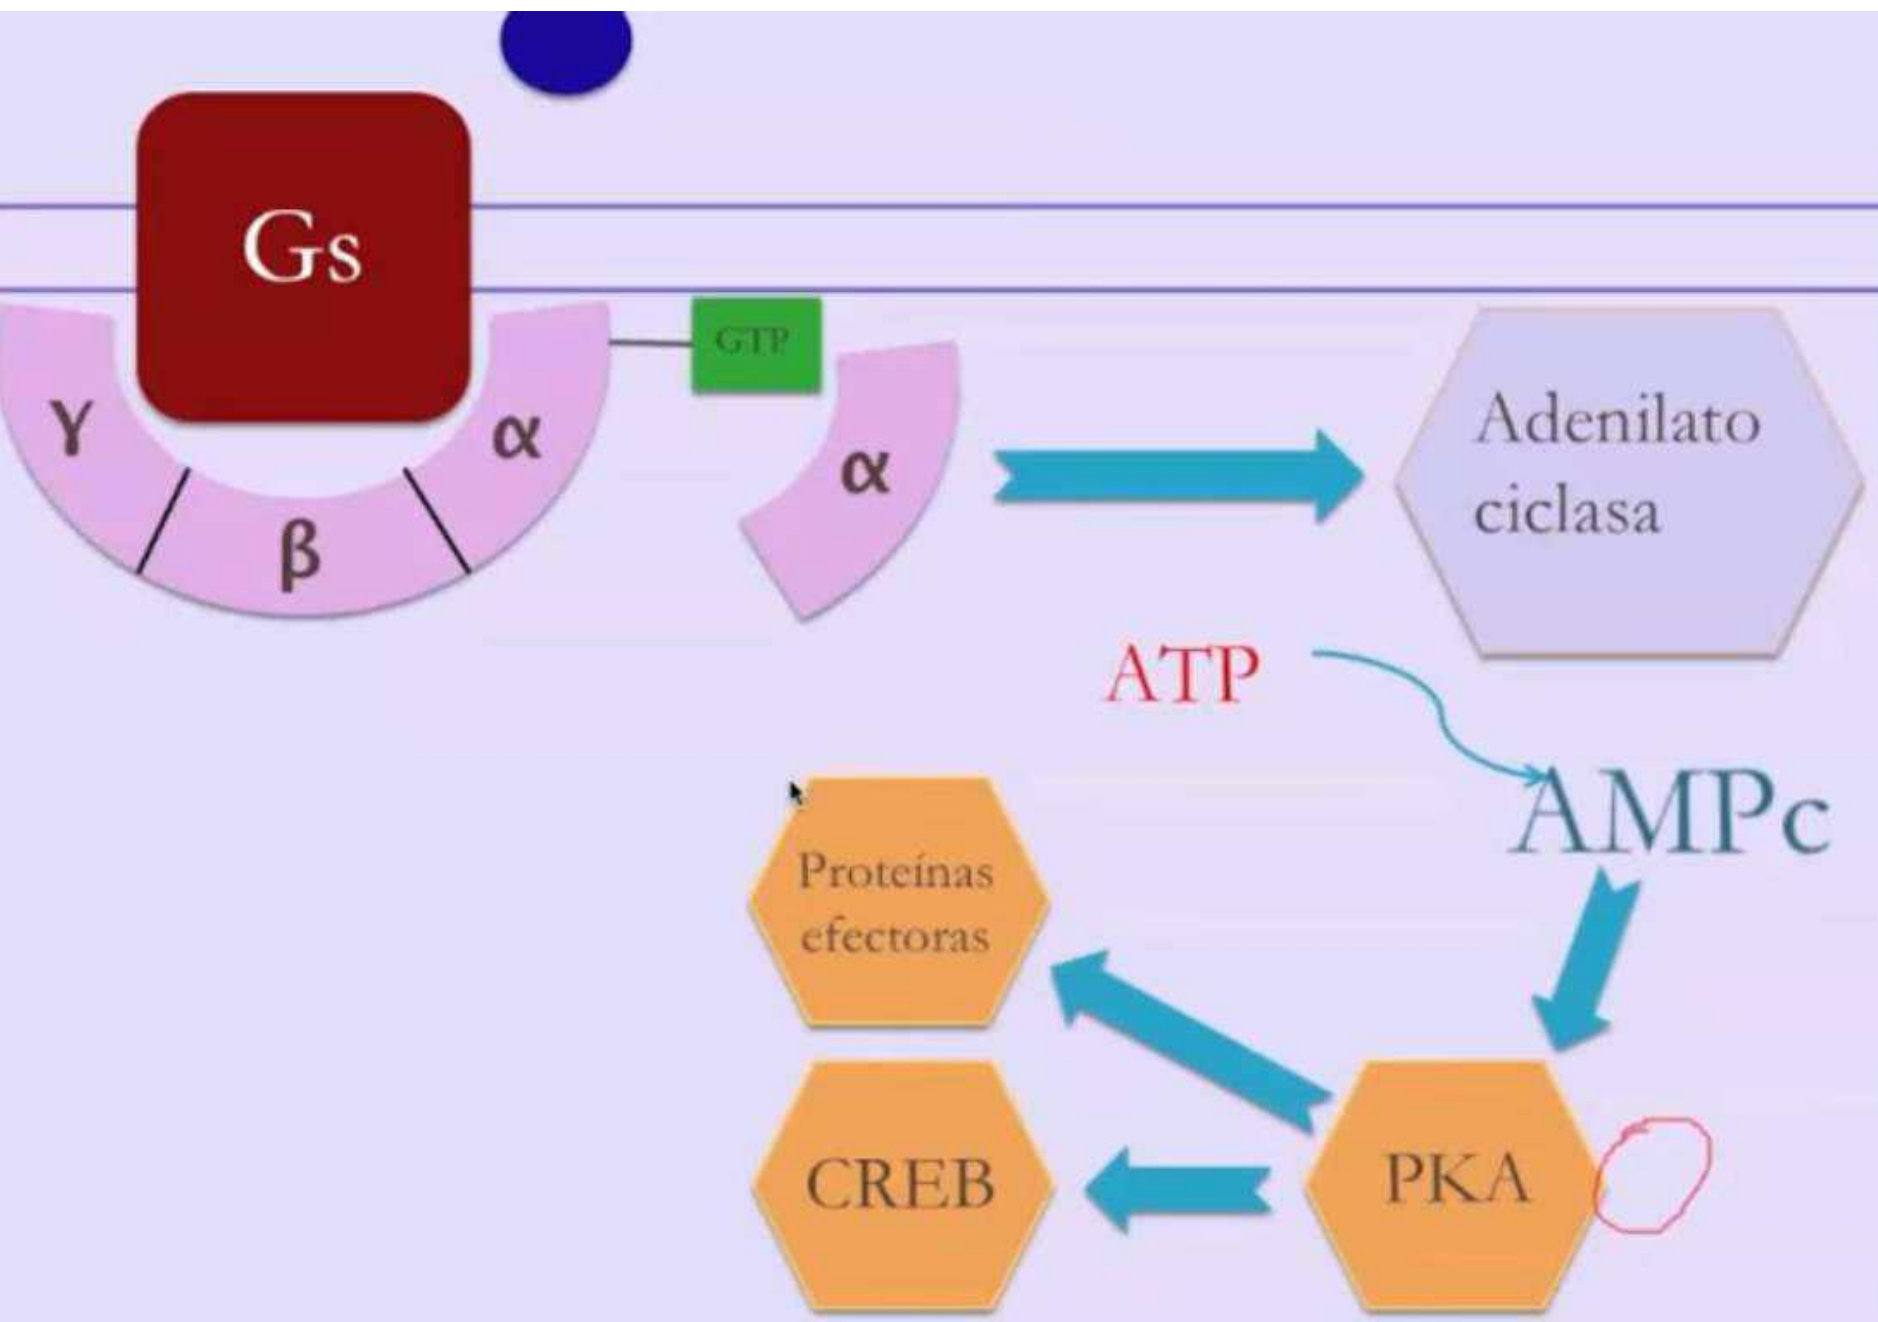 Gs
GTP
γ
α
β
α
Adenilato
ciclasa
ATP
AMPc
Proteínas
efectoras
CREB
PKA